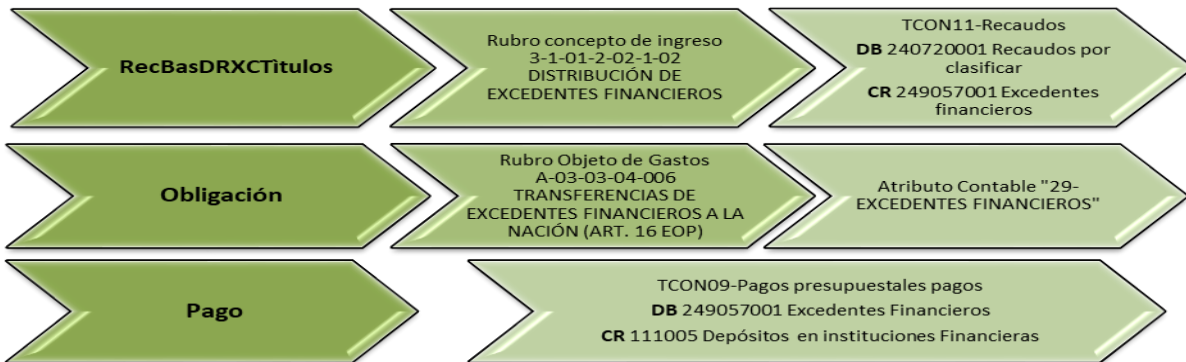 RecBasDRXCTìtulos
Rubro concepto de ingreso
3-1-01-2-02-1-02
DISTRIBUCIÓN DE
EXCEDENTES FINANCIEROS
TCON11-Recaudos
DB 240720001 Recaudos por
clasificar
CR 249057001 Excedentes
financieros
Obligación
Rubro Objeto de Gastos
A-03-03-04-006
TRANSFERENCIAS DE
EXCEDENTES FINANCIEROS A LA
NACIÓN (ART. 16 EOP)
Atributo Contable "29-
EXCEDENTES FINANCIEROS"
Pago
TCON09-Pagos presupuestales pagos
DB 249057001 Excedentes Financieros
CR 111005 Depósitos en instituciones Financieras